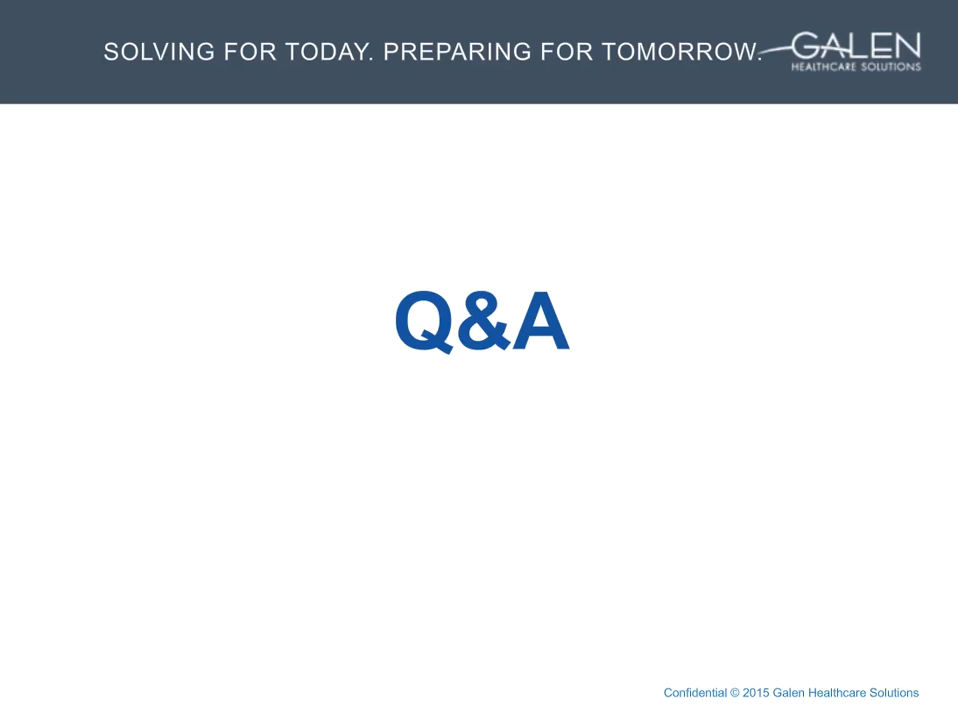 SOLVING FOR TODAY. PREPARING FOR TOMORROW.
GALEN
HEALTHCARE SOLUTIONS
Q&A
Confidential © 2015 Galen Healthcare Solutions